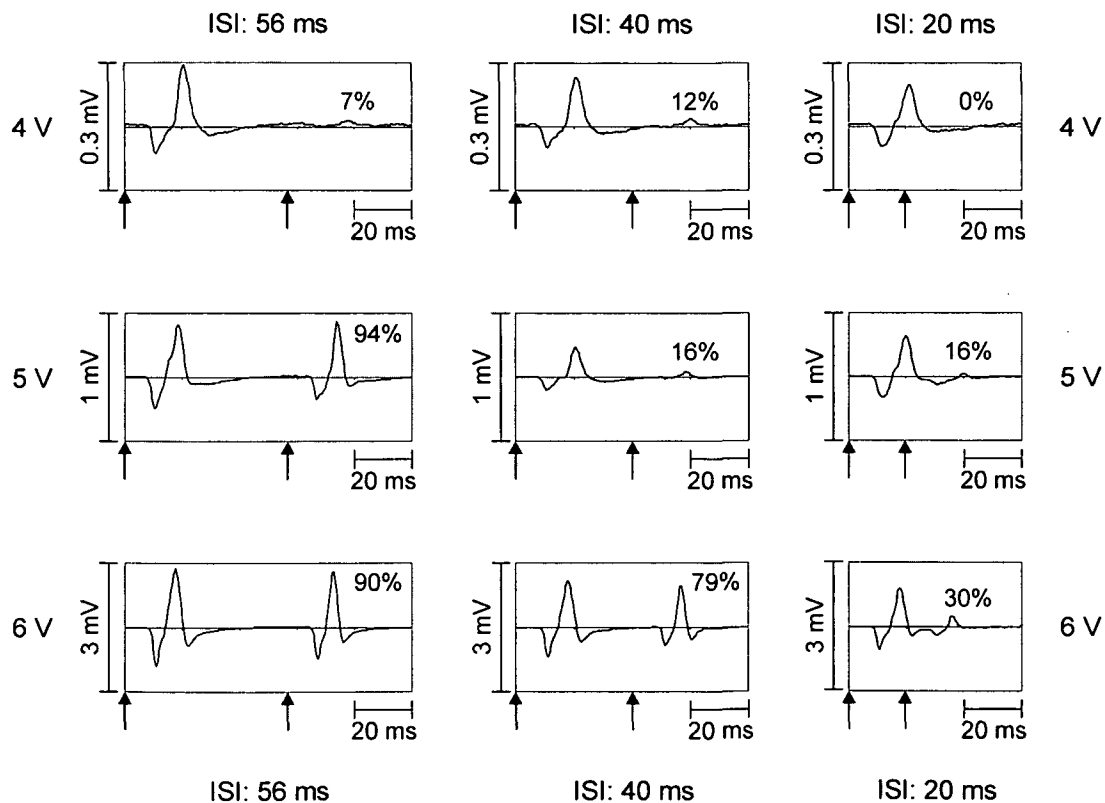 ISI: 56 ms ISI: 40 ms ISI: 20 ms
4 V 0.3 mV 7% 0.3 mV 12% 0.3 mV 0% 4 V
20 ms 20 ms 20 ms
5 V 1 mV 94% 1 mV 16% 1 mV 16% 5 V
20 ms 20 ms 20 ms
6 V 3 mV 90% 3 mV 79% 3 mV 30% 6 V
20 ms 20 ms 20 ms
ISI: 56 ms ISI: 40 ms ISI: 20 ms